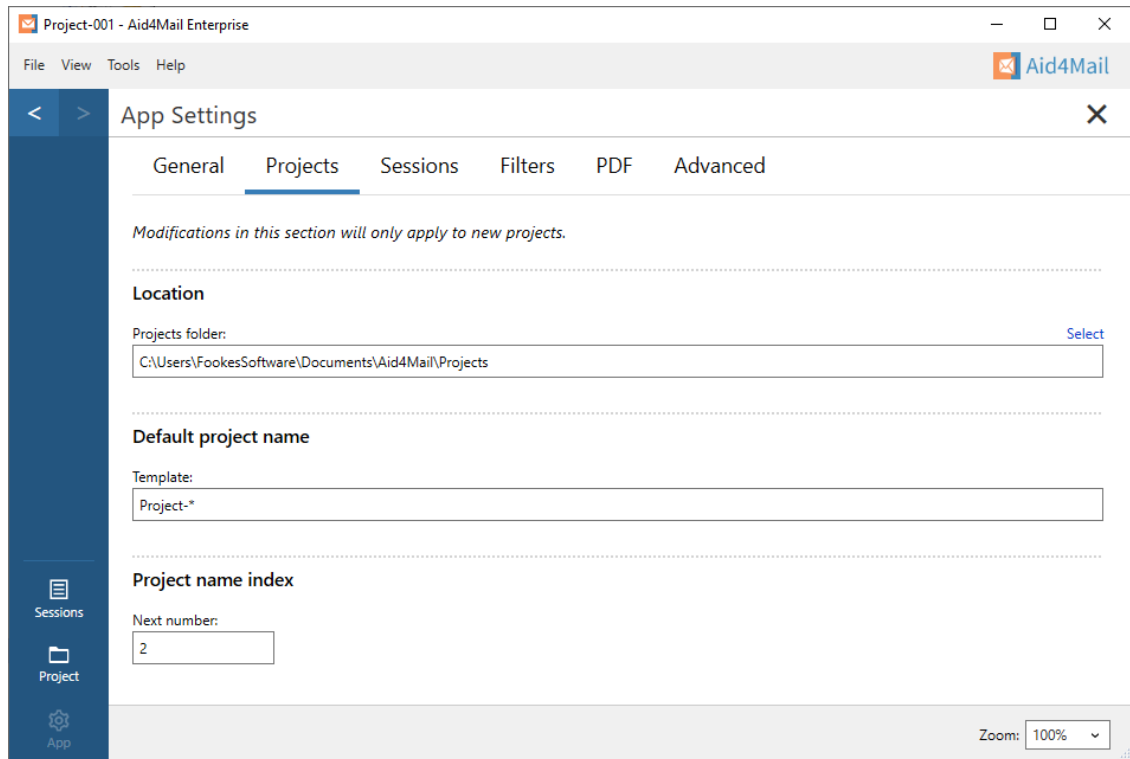 Project-001 - Aid4Mail Enterprise
File View Tools Help
Aid4Mail
< >
App Settings
General Projects Sessions Filters PDF Advanced
Modifications in this section will only apply to new projects.
Location
Projects folder: Select
C:\Users\FookesSoftware\Documents\Aid4Mail\Projects
Default project name
Template:
Project-*
Project name index
Next number:
2
Sessions
Project
App
Zoom: 100%